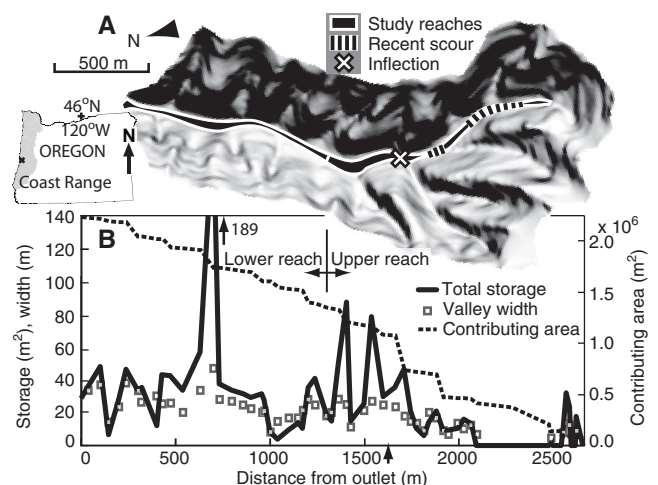 A
N
500 m
Study reaches
Recent scour
Inflection
46°N
120°W
N
OREGON
Coast Range
B
189
Lower reach
Upper reach
Total storage
Valley width
Contributing area
140
120
100
80
60
40
20
0
Storage (m²), width (m)
x 10⁶
2.0
1.5
1.0
0.5
0.0
Contributing area (m²)
0
500
1000
1500
2000
2500
Distance from outlet (m)